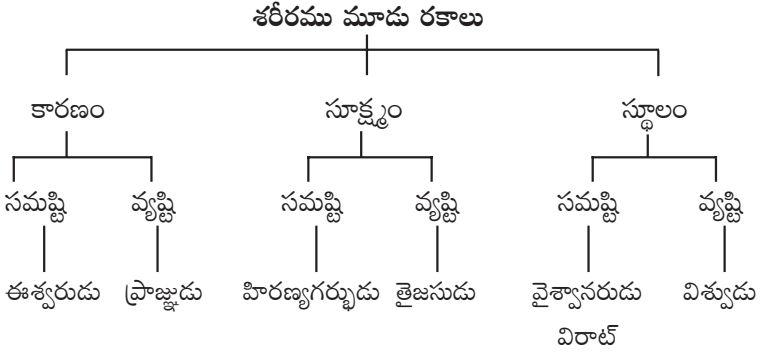 శరీరము మూడు రకాలు
కారణం సూక్ష్మం స్థూలం
సమష్టి వ్యష్టి సమష్టి వ్యష్టి సమష్టి వ్యష్టి
ఈశ్వరుడు ప్రాజ్ఞుడు హిరణ్యగర్భుడు తైజసుడు వైశ్వానరుడు విశ్వుడు
విరాట్